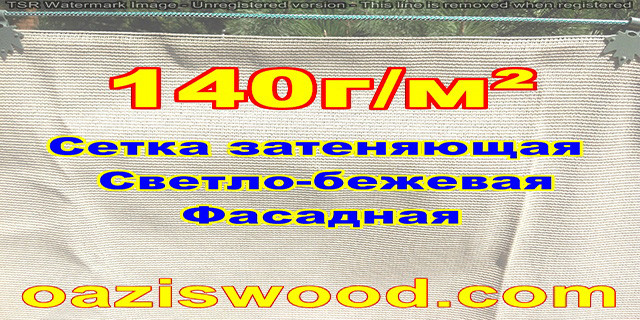 TSR Watermark Image - Unregistered version - This line is removed when registered
140г/м²
Сетка затеняющая
Светло-бежевая
Фасадная
oaziswood.com